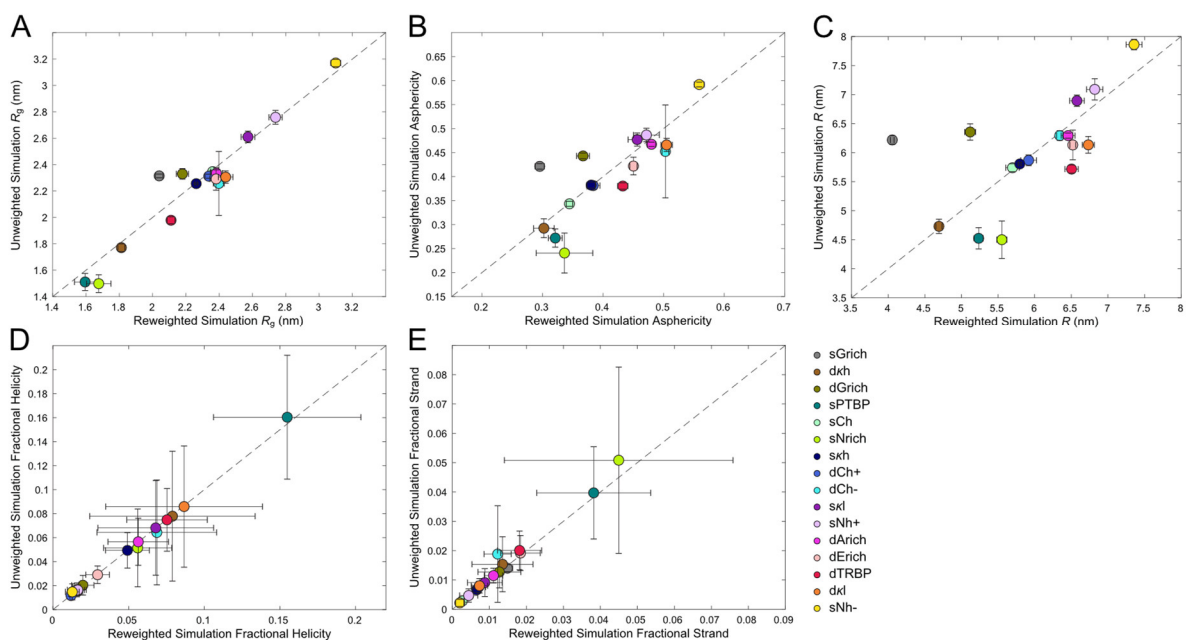 A
B
C
Unweighted Simulation Rg (nm)
3.2
3
2.8
2.6
2.4
2.2
2
1.8
1.6
1.4
1.4 1.6 1.8 2 2.2 2.4 2.6 2.8 3 3.2
Reweighted Simulation Rg (nm)
Unweighted Simulation Asphericity
0.7
0.65
0.6
0.55
0.5
0.45
0.4
0.35
0.3
0.25
0.2
0.15
0.2 0.3 0.4 0.5 0.6 0.7
Reweighted Simulation Asphericity
Unweighted Simulation R (nm)
8
7.5
7
6.5
6
5.5
5
4.5
4
3.5
3.5 4 4.5 5 5.5 6 6.5 7 7.5 8
Reweighted Simulation R (nm)
D
E
Unweighted Simulation Fractional Helicity
0.2
0.18
0.16
0.14
0.12
0.1
0.08
0.06
0.04
0.02
0
0 0.05 0.1 0.15 0.2
Reweighted Simulation Fractional Helicity
Unweighted Simulation Fractional Strand
0.09
0.08
0.07
0.06
0.05
0.04
0.03
0.02
0.01
0
0 0.01 0.02 0.03 0.04 0.05 0.06 0.07 0.08 0.09
Reweighted Simulation Fractional Strand
sGrich
dκh
dGrich
sPTBP
sCh
sNrich
sκh
dCh+
dCh-
sκl
sNh+
dArich
dErich
dTRBP
dκl
sNh-